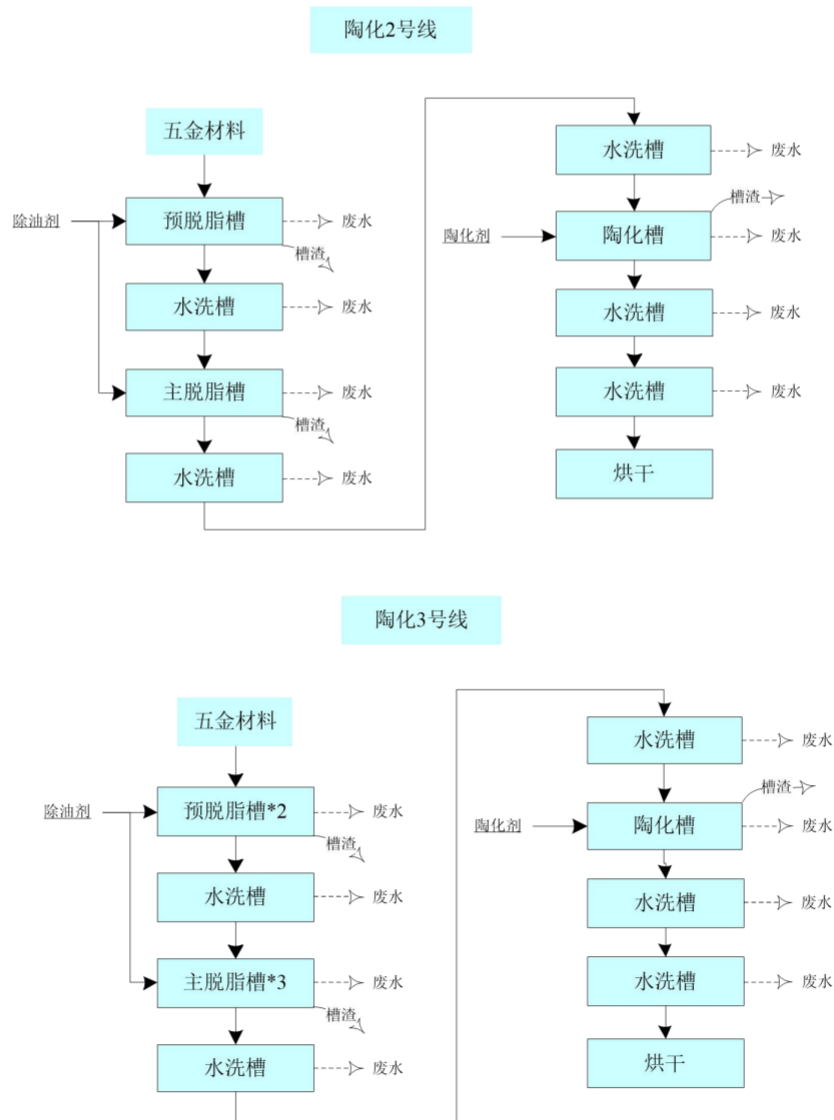 陶化2号线
五金材料
除油剂
预脱脂槽
废水
槽渣
水洗槽
废水
主脱脂槽
废水
槽渣
水洗槽
废水
水洗槽
废水
槽渣
陶化剂
陶化槽
废水
水洗槽
废水
水洗槽
废水
烘干
陶化3号线
五金材料
除油剂
预脱脂槽*2
废水
槽渣
水洗槽
废水
主脱脂槽*3
废水
槽渣
水洗槽
废水
水洗槽
废水
槽渣
陶化剂
陶化槽
废水
水洗槽
废水
水洗槽
废水
烘干